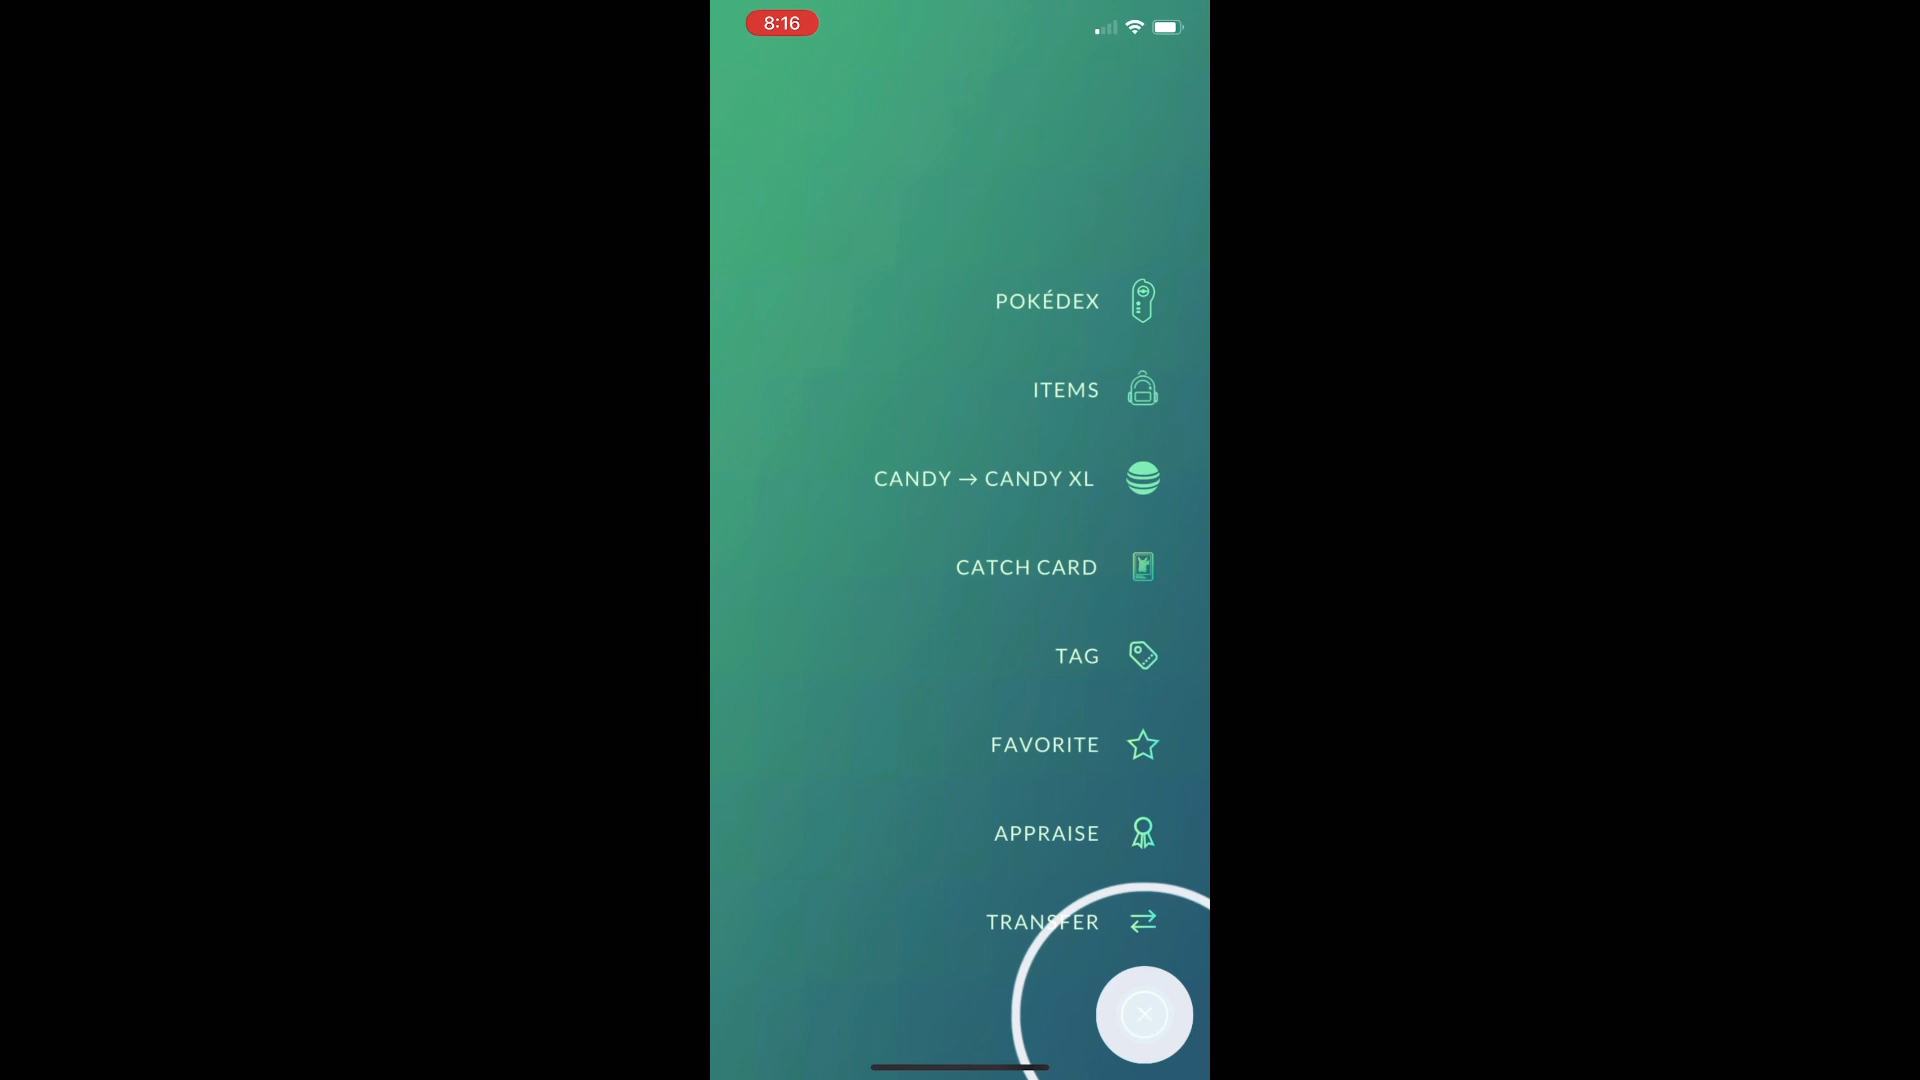 8:16
POKÉDEX
ITEMS
CANDY → CANDY XL
CATCH CARD
TAG
FAVORITE
APPRAISE
TRANSFER